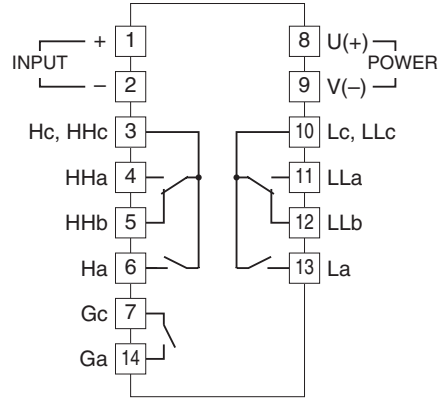 INPUT
+ 1
− 2
Hc, HHc 3
HHa 4
HHb 5
Ha 6
Gc 7
Ga 14
8 U(+)
POWER
9 V(−)
10 Lc, LLc
11 LLa
12 LLb
13 La